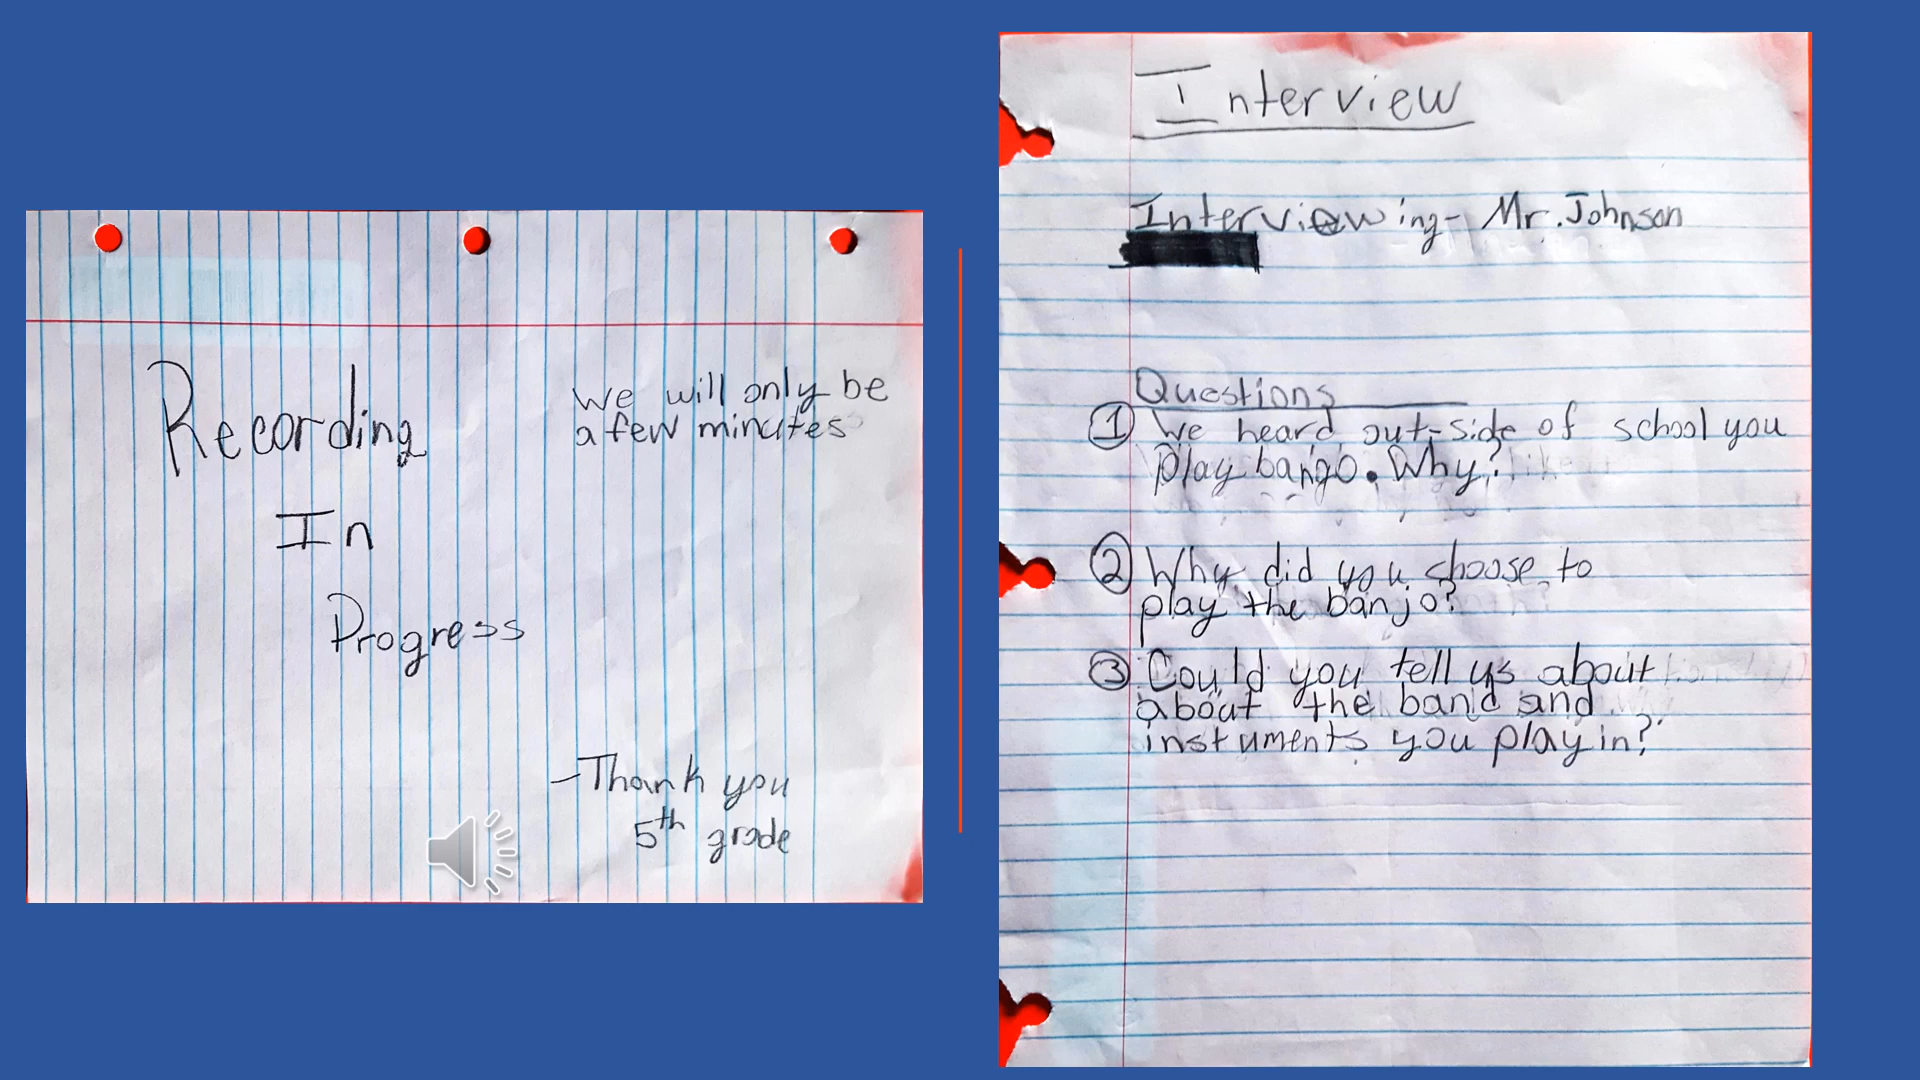 Recording
In
Progress
We will only be
a few minutes
-Thank you
5th grade
Interview
Interviewing- Mr. Johnson
Questions
① We heard out-side of school you
play bango. Why?
② Why did you choose to
play the banjo?
③ Could you tell us about
about the band and
instuments you play in?